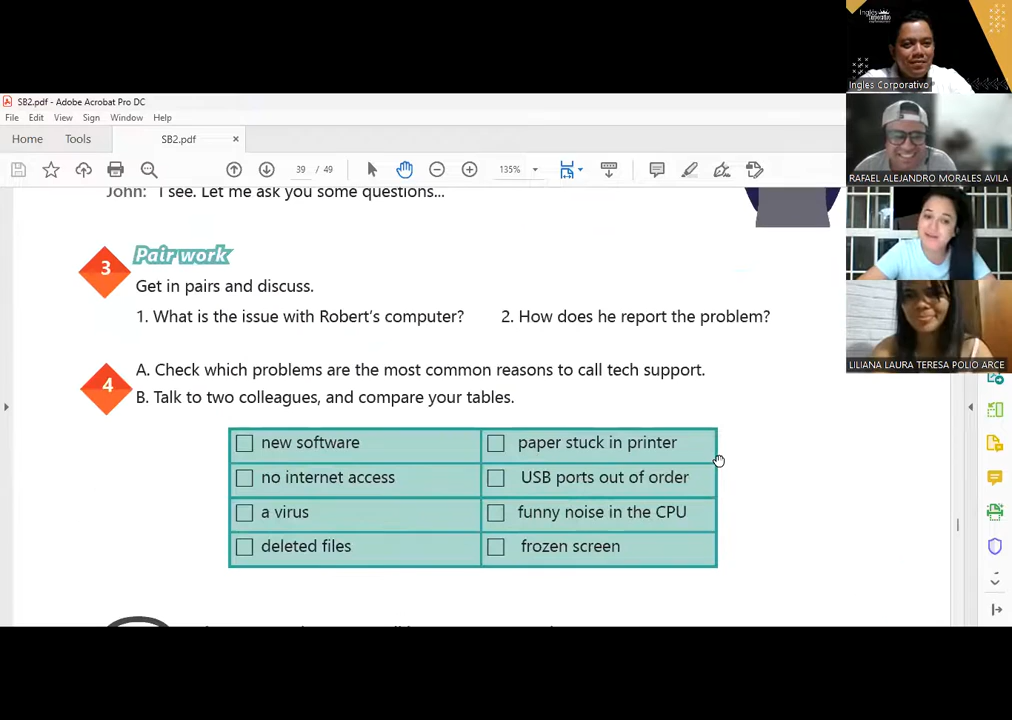 SB2.pdf - Adobe Acrobat Pro DC
File Edit View Sign Window Help
Home Tools SB2.pdf ×
39 / 49 135%
John: I see. Let me ask you some questions...
3 Pair work
Get in pairs and discuss.
1. What is the issue with Robert's computer? 2. How does he report the problem?
4 A. Check which problems are the most common reasons to call tech support.
B. Talk to two colleagues, and compare your tables.
new software paper stuck in printer
no internet access USB ports out of order
a virus funny noise in the CPU
deleted files frozen screen
Inglés Corporativo
Inglés Corporativo
RAFAEL ALEJANDRO MORALES AVILA
LILIANA LAURA TERESA POLIO ARCE